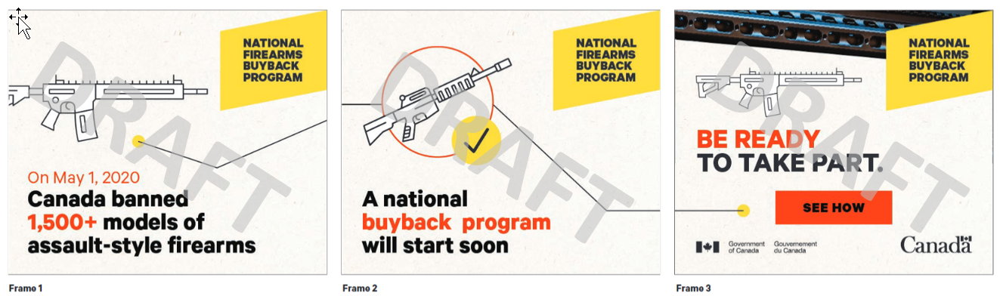 NATIONAL
FIREARMS
BUYBACK
PROGRAM
DRAFT
On May 1, 2020
Canada banned
1,500+ models of
assault-style firearms
Frame 1
NATIONAL
FIREARMS
BUYBACK
PROGRAM
DRAFT
A national
buyback program
will start soon
Frame 2
NATIONAL
FIREARMS
BUYBACK
PROGRAM
DRAFT
BE READY
TO TAKE PART.
SEE HOW
Government
of Canada
Gouvernement
du Canada
Canada
Frame 3